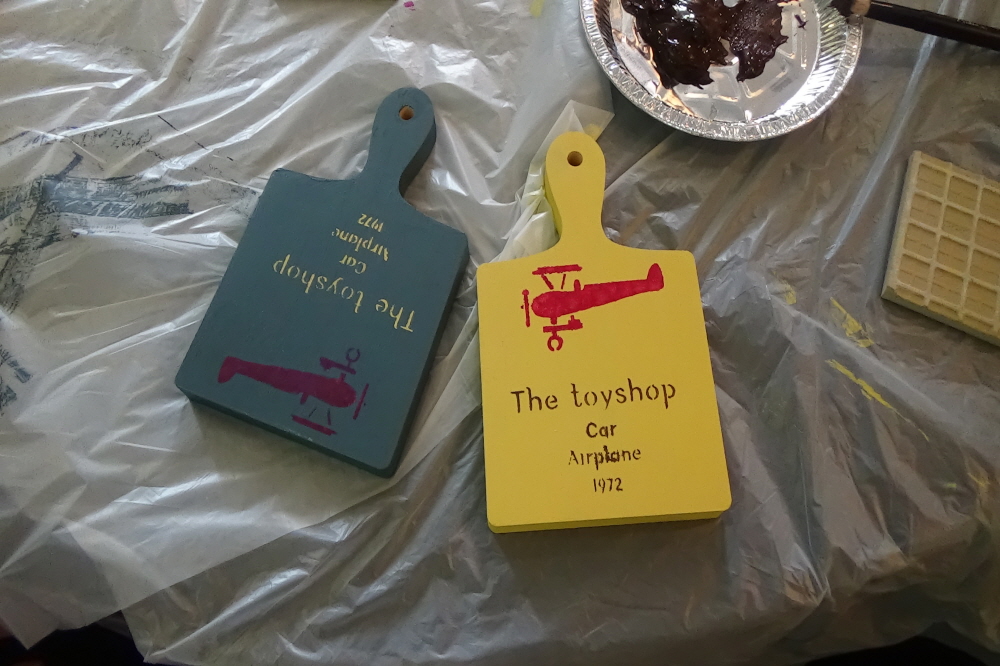 The toyshop
Car
Airplane
1972
The toyshop
Car
Airplane
1972